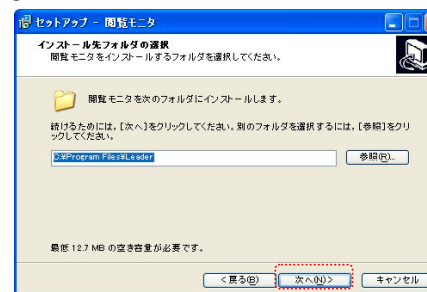 セットアップ - 閲覧モニタ
インストール先フォルダの選択
閲覧モニタをインストールするフォルダを選択してください。
閲覧モニタを次のフォルダにインストールします。
続けるためには、[次へ]をクリックしてください。別のフォルダを選択するには、[参照]をクリ
ックしてください。
C:¥Program Files¥Leader
参照(R)...
最低 12.7 MB の空き容量が必要です。
<戻る(B)
次へ(N)>
キャンセル